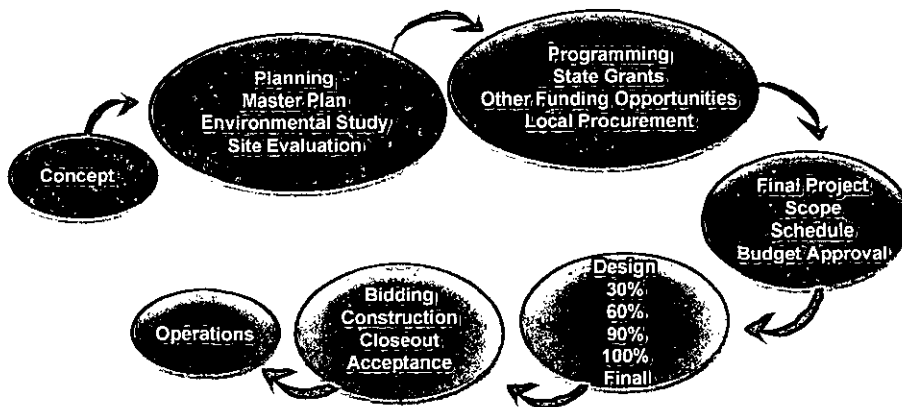 Concept
Planning
Master Plan
Environmental Study
Site Evaluation
Programming
State Grants
Other Funding Opportunities
Local Procurement
Final Project
Scope
Schedule
Budget Approval
Design
30%
60%
90%
100%
Final
Bidding
Construction
Closeout
Acceptance
Operations